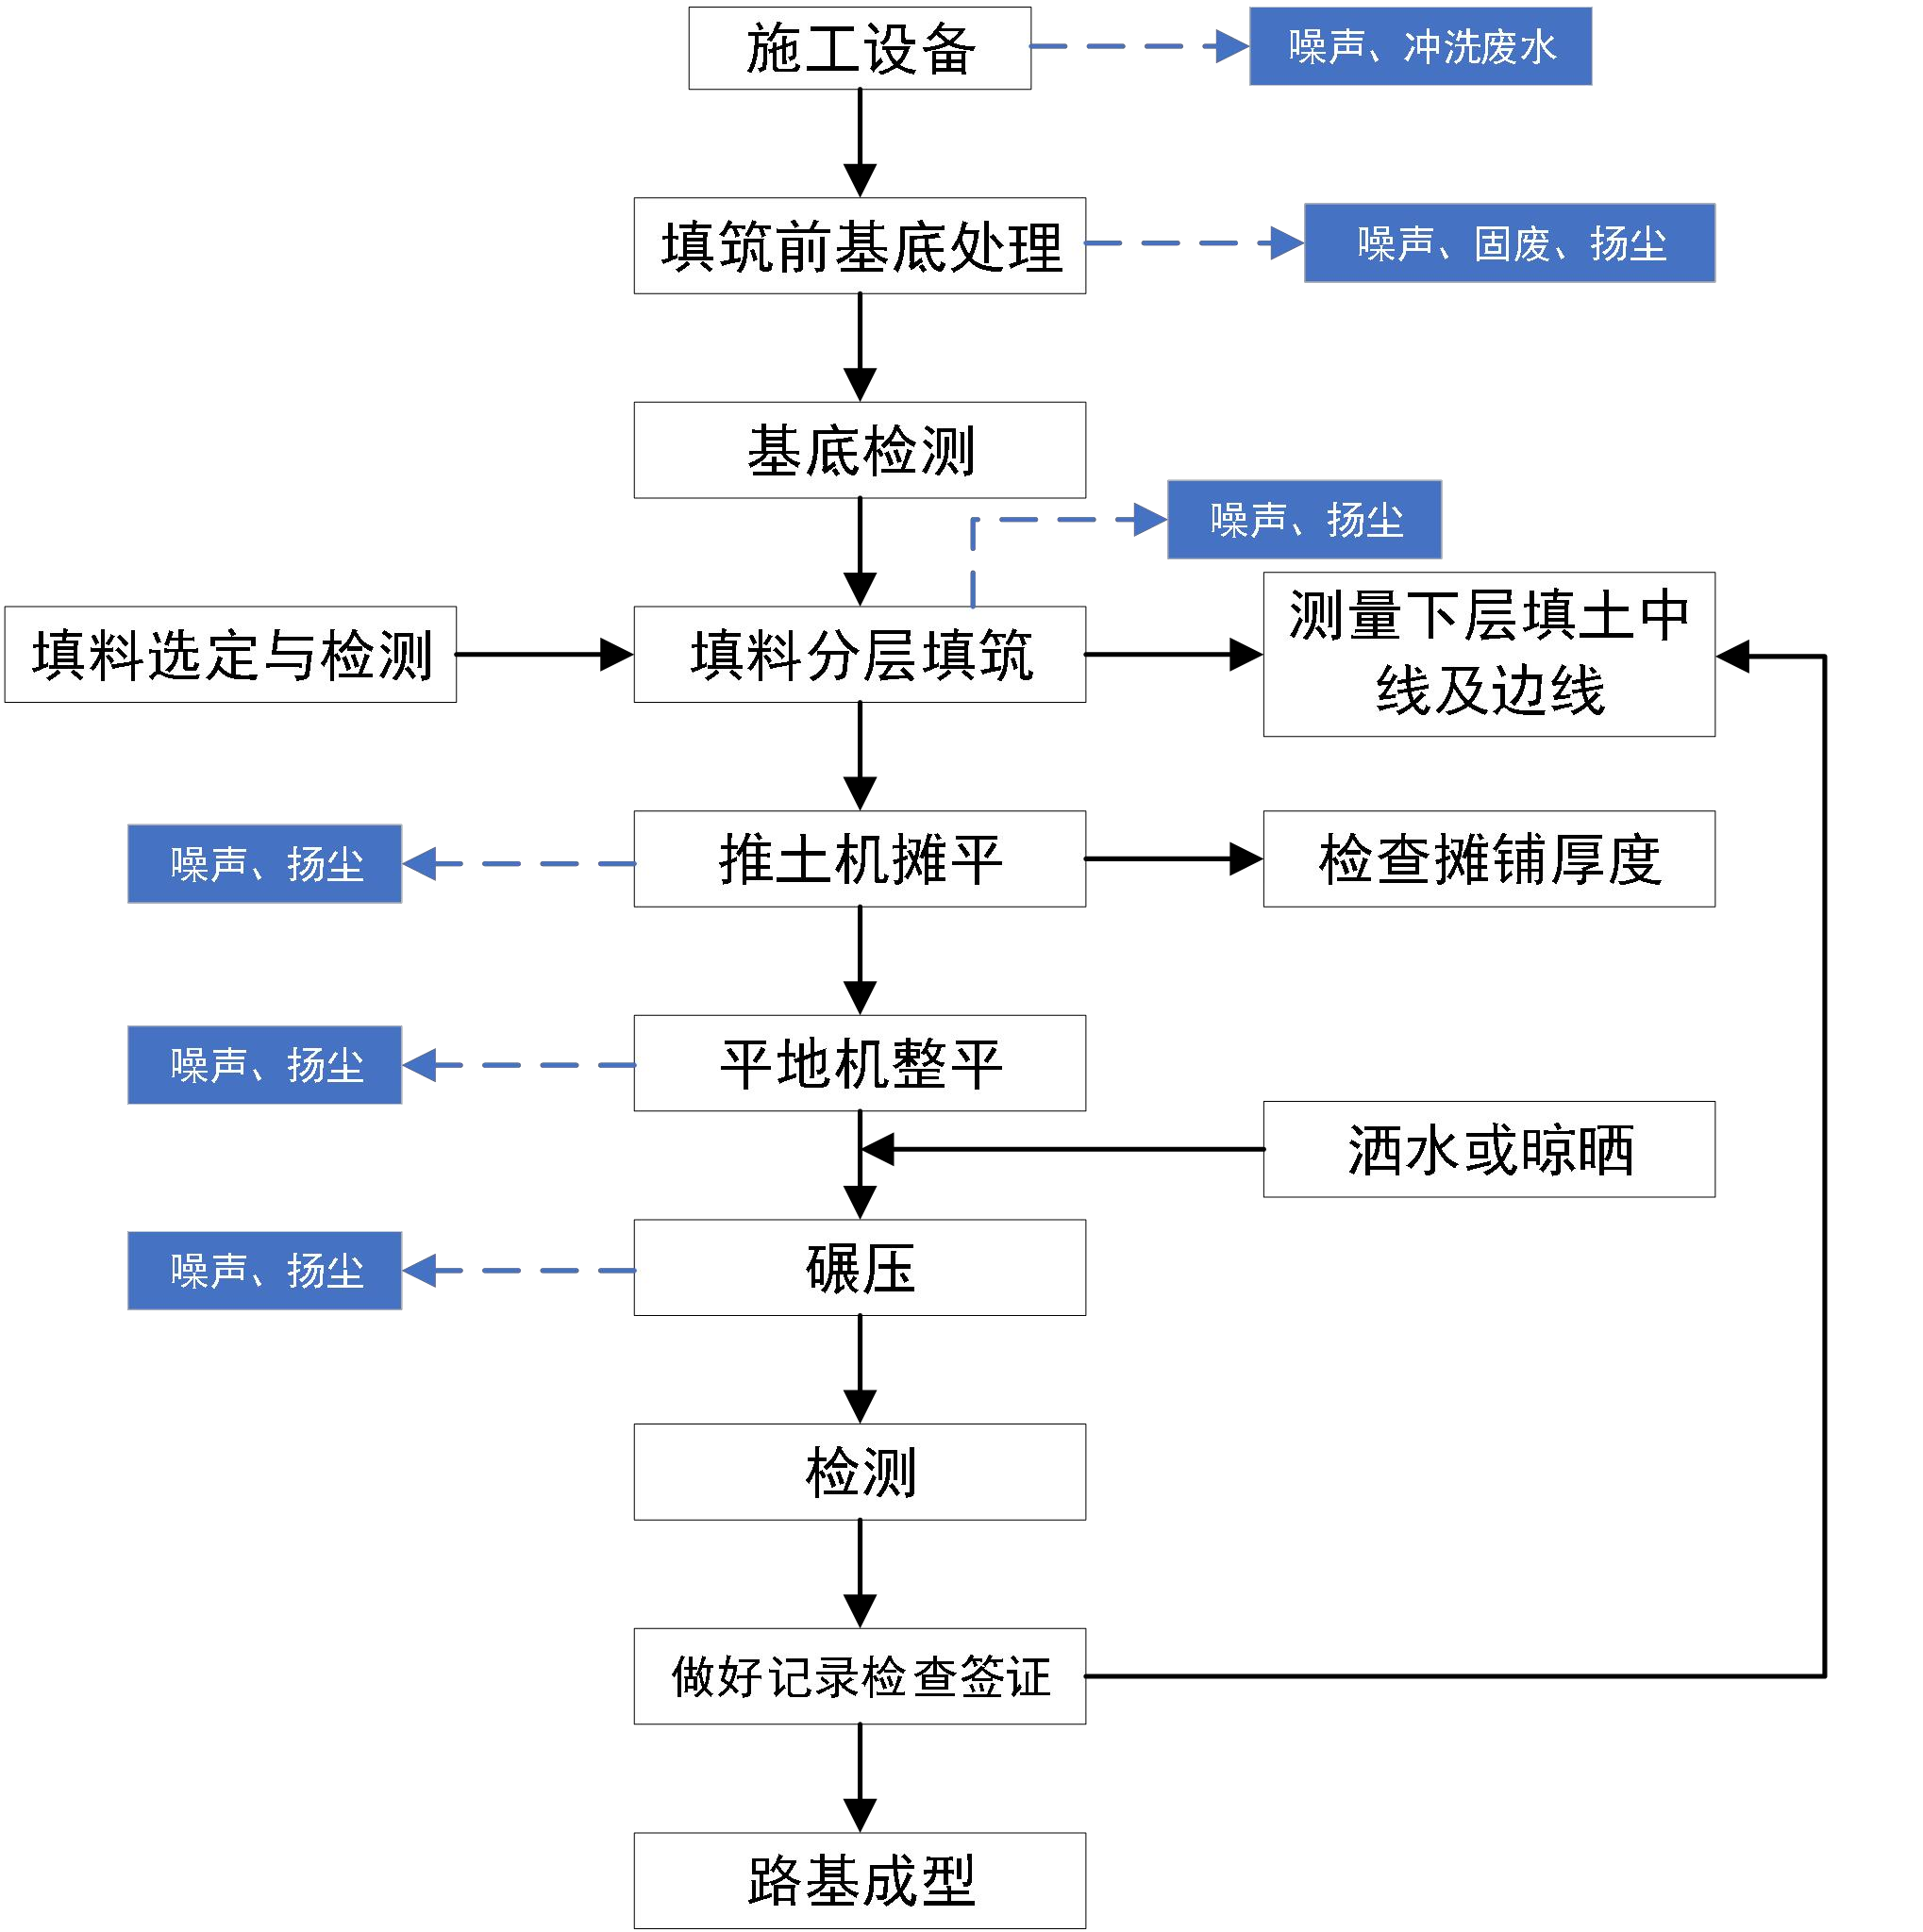 施工设备
噪声、冲洗废水
填筑前基底处理
噪声、固废、扬尘
基底检测
噪声、扬尘
填料选定与检测
填料分层填筑
测量下层填土中
线及边线
噪声、扬尘
推土机摊平
检查摊铺厚度
噪声、扬尘
平地机整平
洒水或晾晒
噪声、扬尘
碾压
检测
做好记录检查签证
路基成型